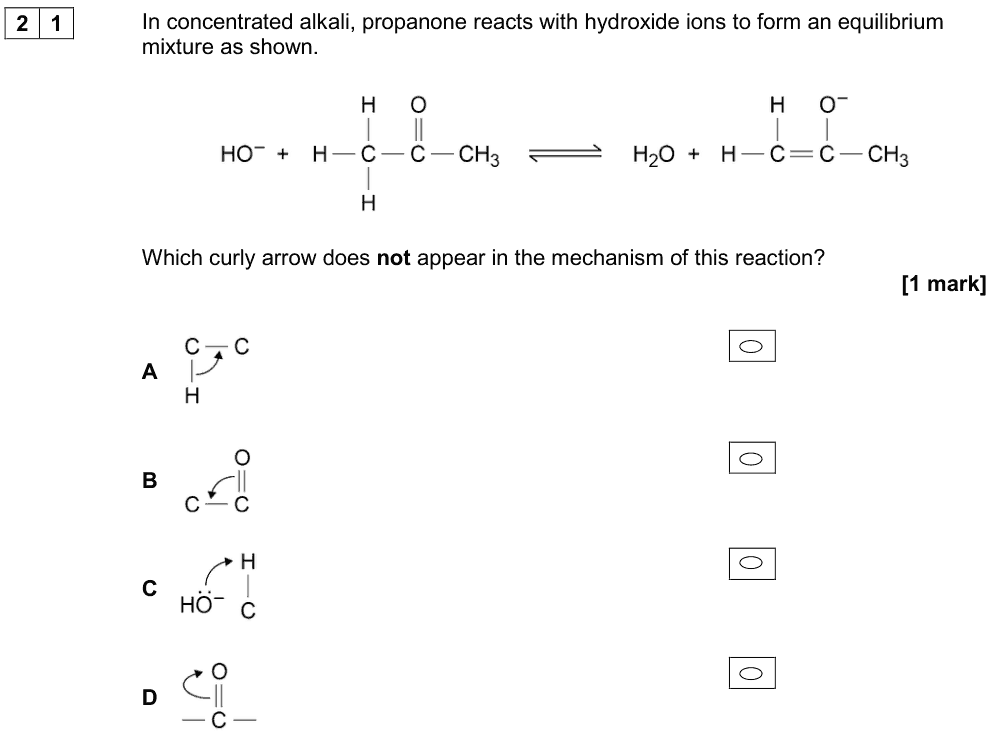 2 1 In concentrated alkali, propanone reacts with hydroxide ions to form an equilibrium
mixture as shown.
H O H O⁻
HO⁻ + H—C—C—CH₃ ⇌ H₂O + H—C=C—CH₃
H
Which curly arrow does not appear in the mechanism of this reaction?
[1 mark]
C—C
A
H
O
B
C—C
H
C
HÖ⁻ C
O
D
—C—